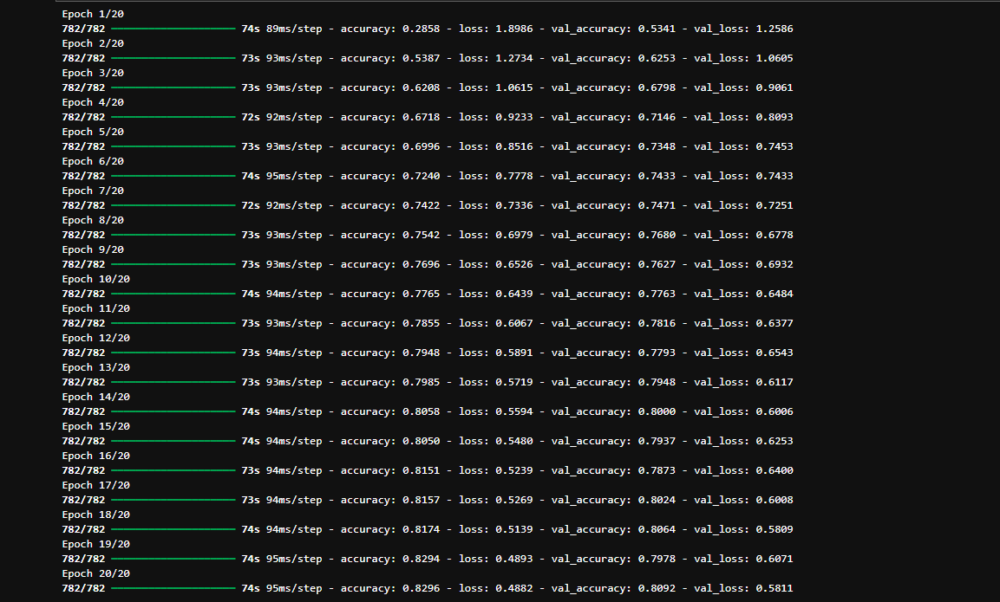 Epoch 1/20
782/782 74s 89ms/step - accuracy: 0.2858 - loss: 1.8986 - val_accuracy: 0.5341 - val_loss: 1.2586
Epoch 2/20
782/782 73s 93ms/step - accuracy: 0.5387 - loss: 1.2734 - val_accuracy: 0.6253 - val_loss: 1.0605
Epoch 3/20
782/782 73s 93ms/step - accuracy: 0.6208 - loss: 1.0615 - val_accuracy: 0.6798 - val_loss: 0.9061
Epoch 4/20
782/782 72s 92ms/step - accuracy: 0.6718 - loss: 0.9233 - val_accuracy: 0.7146 - val_loss: 0.8093
Epoch 5/20
782/782 73s 93ms/step - accuracy: 0.6996 - loss: 0.8516 - val_accuracy: 0.7348 - val_loss: 0.7453
Epoch 6/20
782/782 74s 95ms/step - accuracy: 0.7240 - loss: 0.7778 - val_accuracy: 0.7433 - val_loss: 0.7433
Epoch 7/20
782/782 72s 92ms/step - accuracy: 0.7422 - loss: 0.7336 - val_accuracy: 0.7471 - val_loss: 0.7251
Epoch 8/20
782/782 73s 93ms/step - accuracy: 0.7542 - loss: 0.6979 - val_accuracy: 0.7680 - val_loss: 0.6778
Epoch 9/20
782/782 73s 93ms/step - accuracy: 0.7696 - loss: 0.6526 - val_accuracy: 0.7627 - val_loss: 0.6932
Epoch 10/20
782/782 74s 94ms/step - accuracy: 0.7765 - loss: 0.6439 - val_accuracy: 0.7763 - val_loss: 0.6484
Epoch 11/20
782/782 73s 93ms/step - accuracy: 0.7855 - loss: 0.6067 - val_accuracy: 0.7816 - val_loss: 0.6377
Epoch 12/20
782/782 73s 94ms/step - accuracy: 0.7948 - loss: 0.5891 - val_accuracy: 0.7793 - val_loss: 0.6543
Epoch 13/20
782/782 73s 93ms/step - accuracy: 0.7985 - loss: 0.5719 - val_accuracy: 0.7948 - val_loss: 0.6117
Epoch 14/20
782/782 74s 94ms/step - accuracy: 0.8058 - loss: 0.5594 - val_accuracy: 0.8000 - val_loss: 0.6006
Epoch 15/20
782/782 74s 94ms/step - accuracy: 0.8050 - loss: 0.5480 - val_accuracy: 0.7937 - val_loss: 0.6253
Epoch 16/20
782/782 73s 94ms/step - accuracy: 0.8151 - loss: 0.5239 - val_accuracy: 0.7873 - val_loss: 0.6400
Epoch 17/20
782/782 73s 94ms/step - accuracy: 0.8157 - loss: 0.5269 - val_accuracy: 0.8024 - val_loss: 0.6008
Epoch 18/20
782/782 74s 94ms/step - accuracy: 0.8174 - loss: 0.5139 - val_accuracy: 0.8064 - val_loss: 0.5809
Epoch 19/20
782/782 74s 95ms/step - accuracy: 0.8294 - loss: 0.4893 - val_accuracy: 0.7978 - val_loss: 0.6071
Epoch 20/20
782/782 74s 95ms/step - accuracy: 0.8296 - loss: 0.4882 - val_accuracy: 0.8092 - val_loss: 0.5811